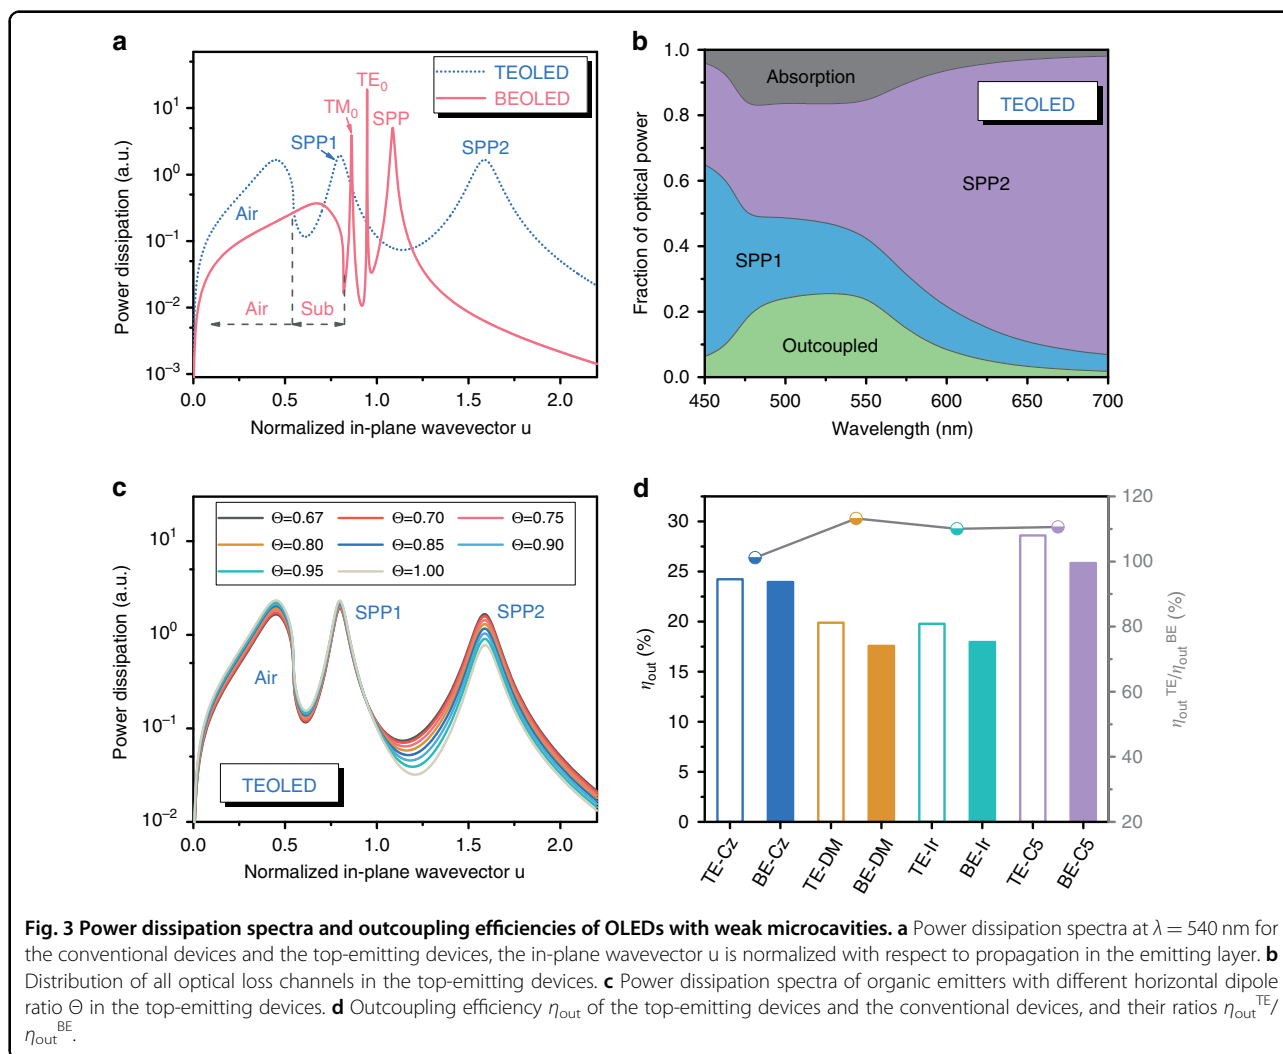 a
TEOLED
BEOLED
TE0
TM0
SPP
SPP1
SPP2
Air
Air
Sub
10^1
10^0
10^−1
10^−2
10^−3
Power dissipation (a.u.)
0.0 0.5 1.0 1.5 2.0
Normalized in-plane wavevector u
b
Absorption
TEOLED
SPP2
SPP1
Outcoupled
1.0
0.8
0.6
0.4
0.2
0.0
Fraction of optical power
450 500 550 600 650 700
Wavelength (nm)
c
Θ=0.67 Θ=0.70 Θ=0.75
Θ=0.80 Θ=0.85 Θ=0.90
Θ=0.95 Θ=1.00
SPP1
SPP2
Air
TEOLED
10^1
10^0
10^−1
10^−2
Power dissipation (a.u.)
0.0 0.5 1.0 1.5 2.0
Normalized in-plane wavevector u
d
30
25
20
15
10
5
0
ηout (%)
120
100
80
60
40
20
ηout^TE/ηout^BE (%)
TE-Cz BE-Cz TE-DM BE-DM TE-Ir BE-Ir TE-C5 BE-C5
Fig. 3 Power dissipation spectra and outcoupling efficiencies of OLEDs with weak microcavities. a Power dissipation spectra at λ = 540 nm for
the conventional devices and the top-emitting devices, the in-plane wavevector u is normalized with respect to propagation in the emitting layer. b
Distribution of all optical loss channels in the top-emitting devices. c Power dissipation spectra of organic emitters with different horizontal dipole
ratio Θ in the top-emitting devices. d Outcoupling efficiency ηout of the top-emitting devices and the conventional devices, and their ratios ηout^TE/
ηout^BE.